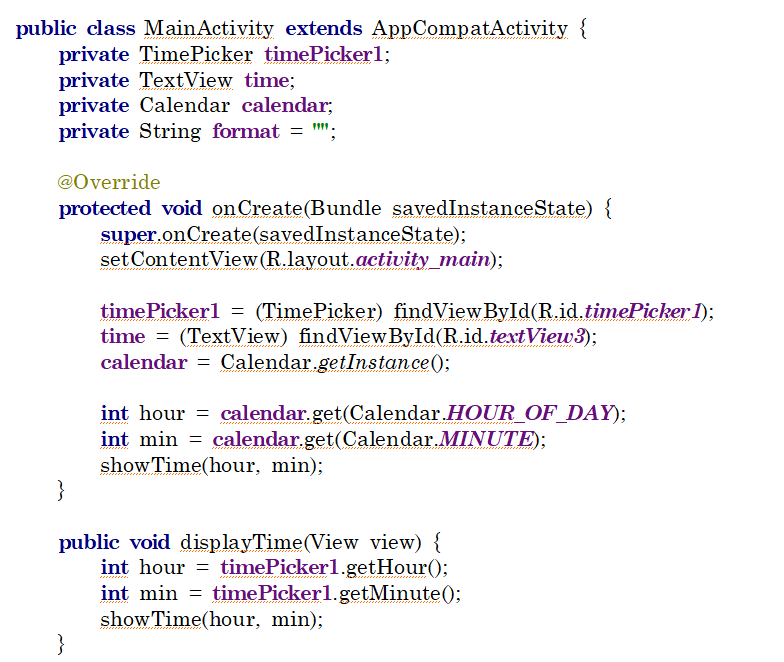 public class MainActivity extends AppCompatActivity {
private TimePicker timePicker1;
private TextView time;
private Calendar calendar;
private String format = "";
@Override
protected void onCreate(Bundle savedInstanceState) {
super.onCreate(savedInstanceState);
setContentView(R.layout.activity_main);
timePicker1 = (TimePicker) findViewById(R.id.timePicker1);
time = (TextView) findViewById(R.id.textView3);
calendar = Calendar.getInstance();
int hour = calendar.get(Calendar.HOUR_OF_DAY);
int min = calendar.get(Calendar.MINUTE);
showTime(hour, min);
}
public void displayTime(View view) {
int hour = timePicker1.getHour();
int min = timePicker1.getMinute();
showTime(hour, min);
}